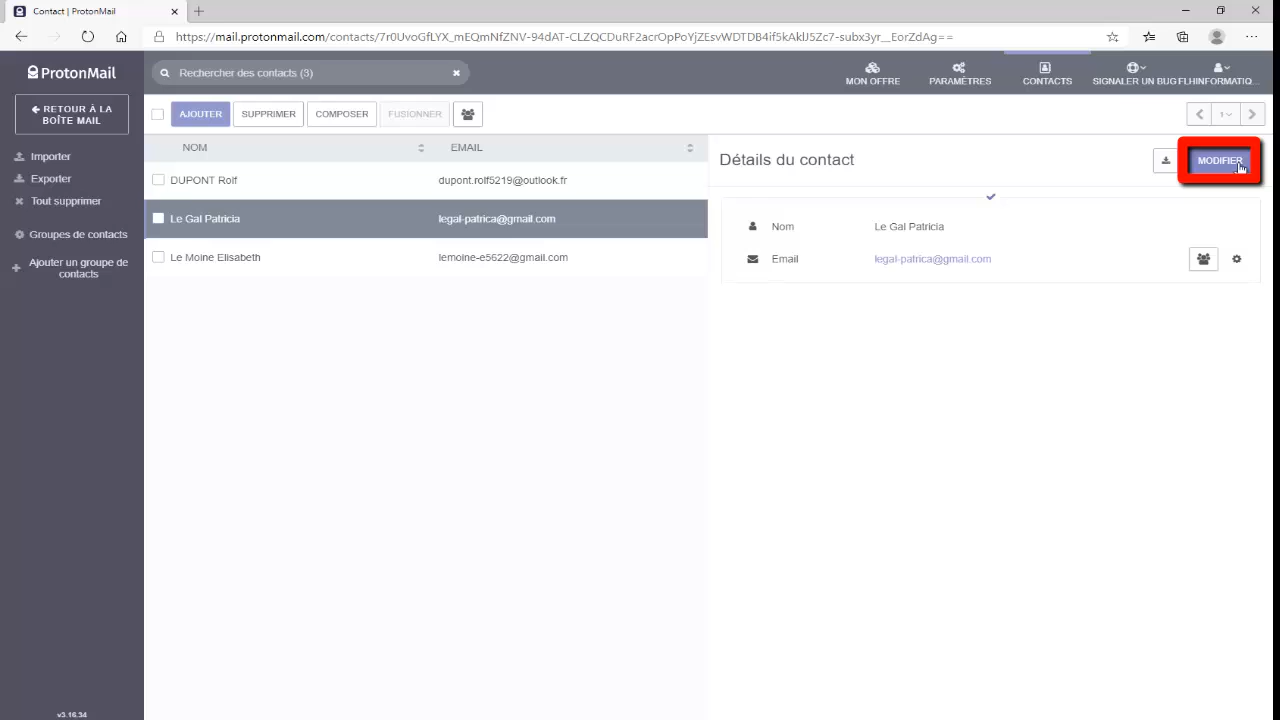 Contact | ProtonMail
https://mail.protonmail.com/contacts/7r0UvoGfLYX_mEQmNfZNV-94dAT-CLZQCDuRF2acrOpPoYjZEsvWDTDB4if5kAklJ5Zc7-subx3yr__EorZdAg==
ProtonMail
Rechercher des contacts (3)
MON OFFRE
PARAMÈTRES
CONTACTS
SIGNALER UN BUG
FLHINFORMATIQ...
RETOUR À LA
BOÎTE MAIL
AJOUTER
SUPPRIMER
COMPOSER
FUSIONNER
1
Importer
Exporter
Tout supprimer
Groupes de contacts
Ajouter un groupe de
contacts
NOM
EMAIL
DUPONT Rolf
dupont.rolf5219@outlook.fr
Le Gal Patricia
legal-patrica@gmail.com
Le Moine Elisabeth
lemoine-e5622@gmail.com
Détails du contact
MODIFIER
Nom
Le Gal Patricia
Email
legal-patrica@gmail.com
v3.16.34